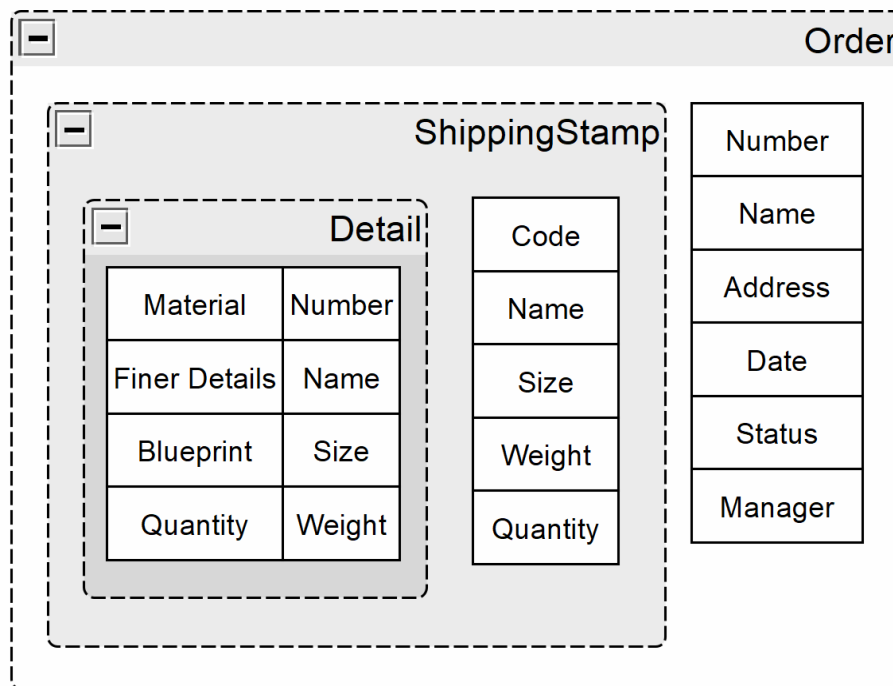 Order
ShippingStamp
Detail
Material
Number
Finer Details
Name
Blueprint
Size
Quantity
Weight
Code
Name
Size
Weight
Quantity
Number
Name
Address
Date
Status
Manager